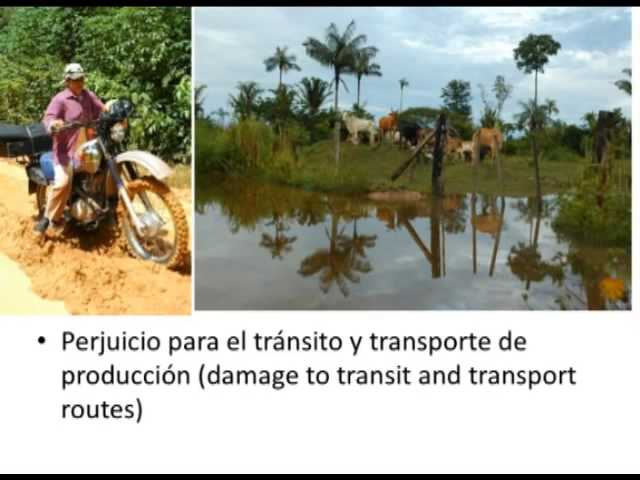 • Perjuicio para el tránsito y transporte de
producción (damage to transit and transport
routes)